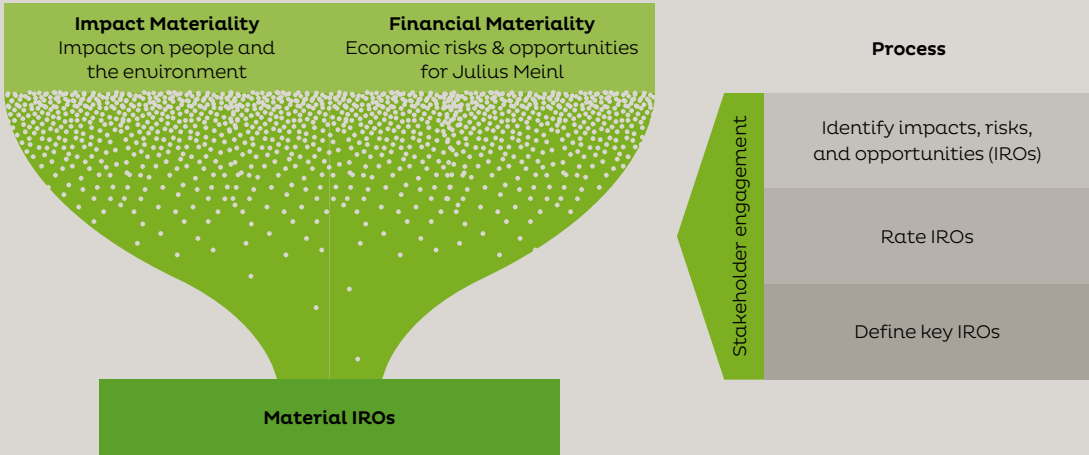 Impact Materiality
Impacts on people and
the environment
Financial Materiality
Economic risks & opportunities
for Julius Meinl
Material IROs
Process
Stakeholder engagement
Identify impacts, risks,
and opportunities (IROs)
Rate IROs
Define key IROs